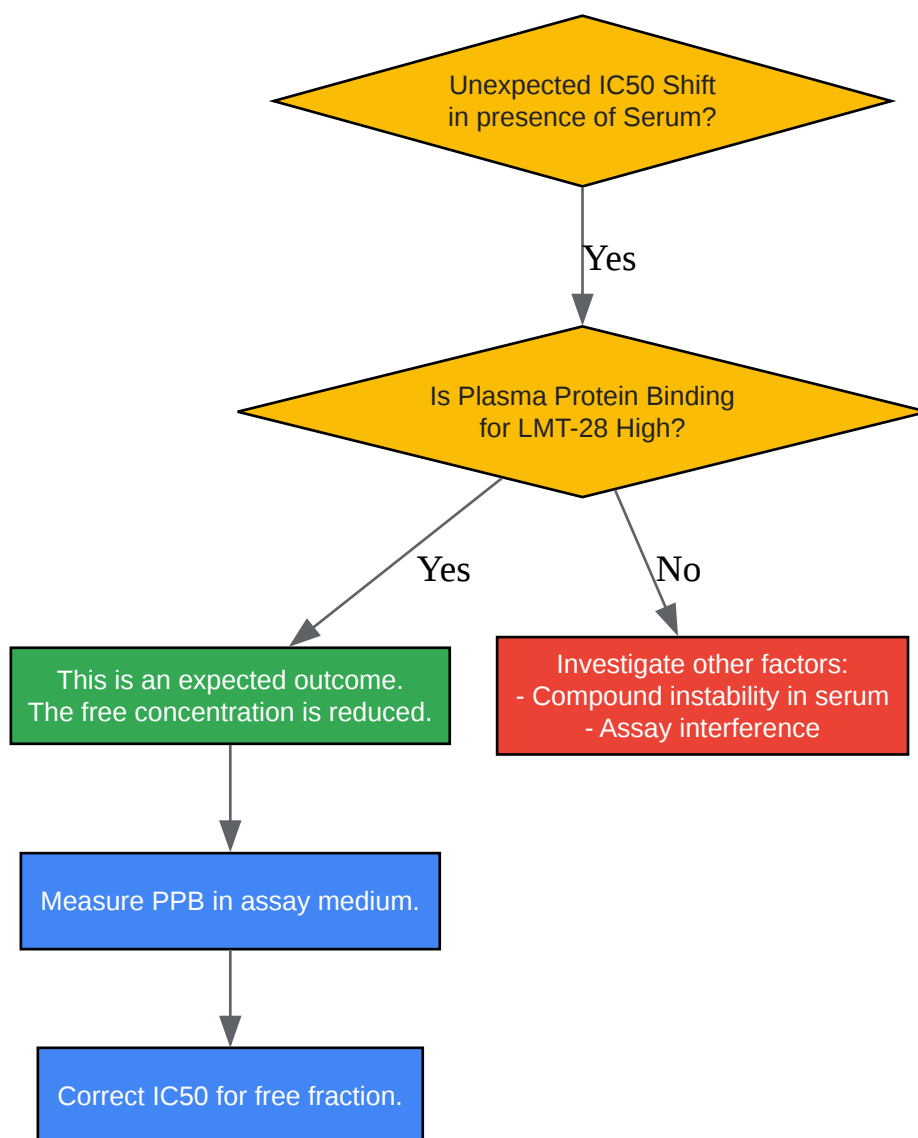 Unexpected IC50 Shift
in presence of Serum?
Yes
Is Plasma Protein Binding
for LMT-28 High?
Yes
No
This is an expected outcome.
The free concentration is reduced.
Investigate other factors:
- Compound instability in serum
- Assay interference
Measure PPB in assay medium.
Correct IC50 for free fraction.